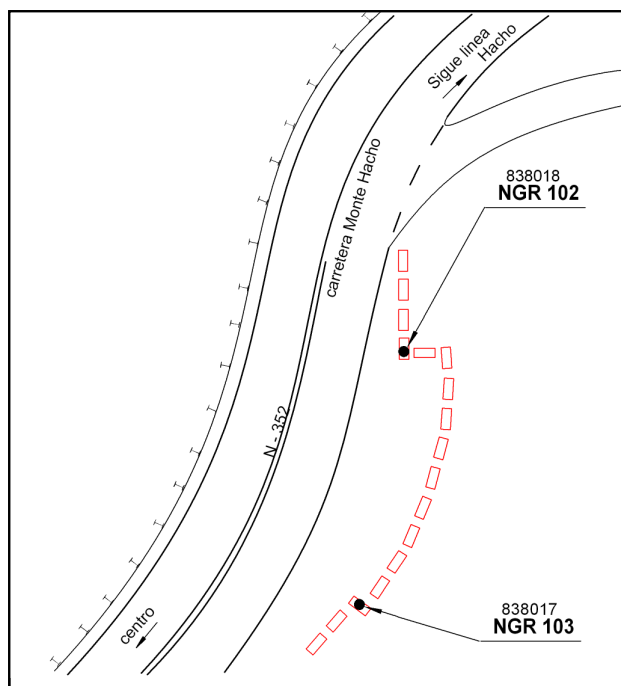 Sigue linea
Hacho
838018
NGR 102
carretera Monte Hacho
N - 352
centro
838017
NGR 103